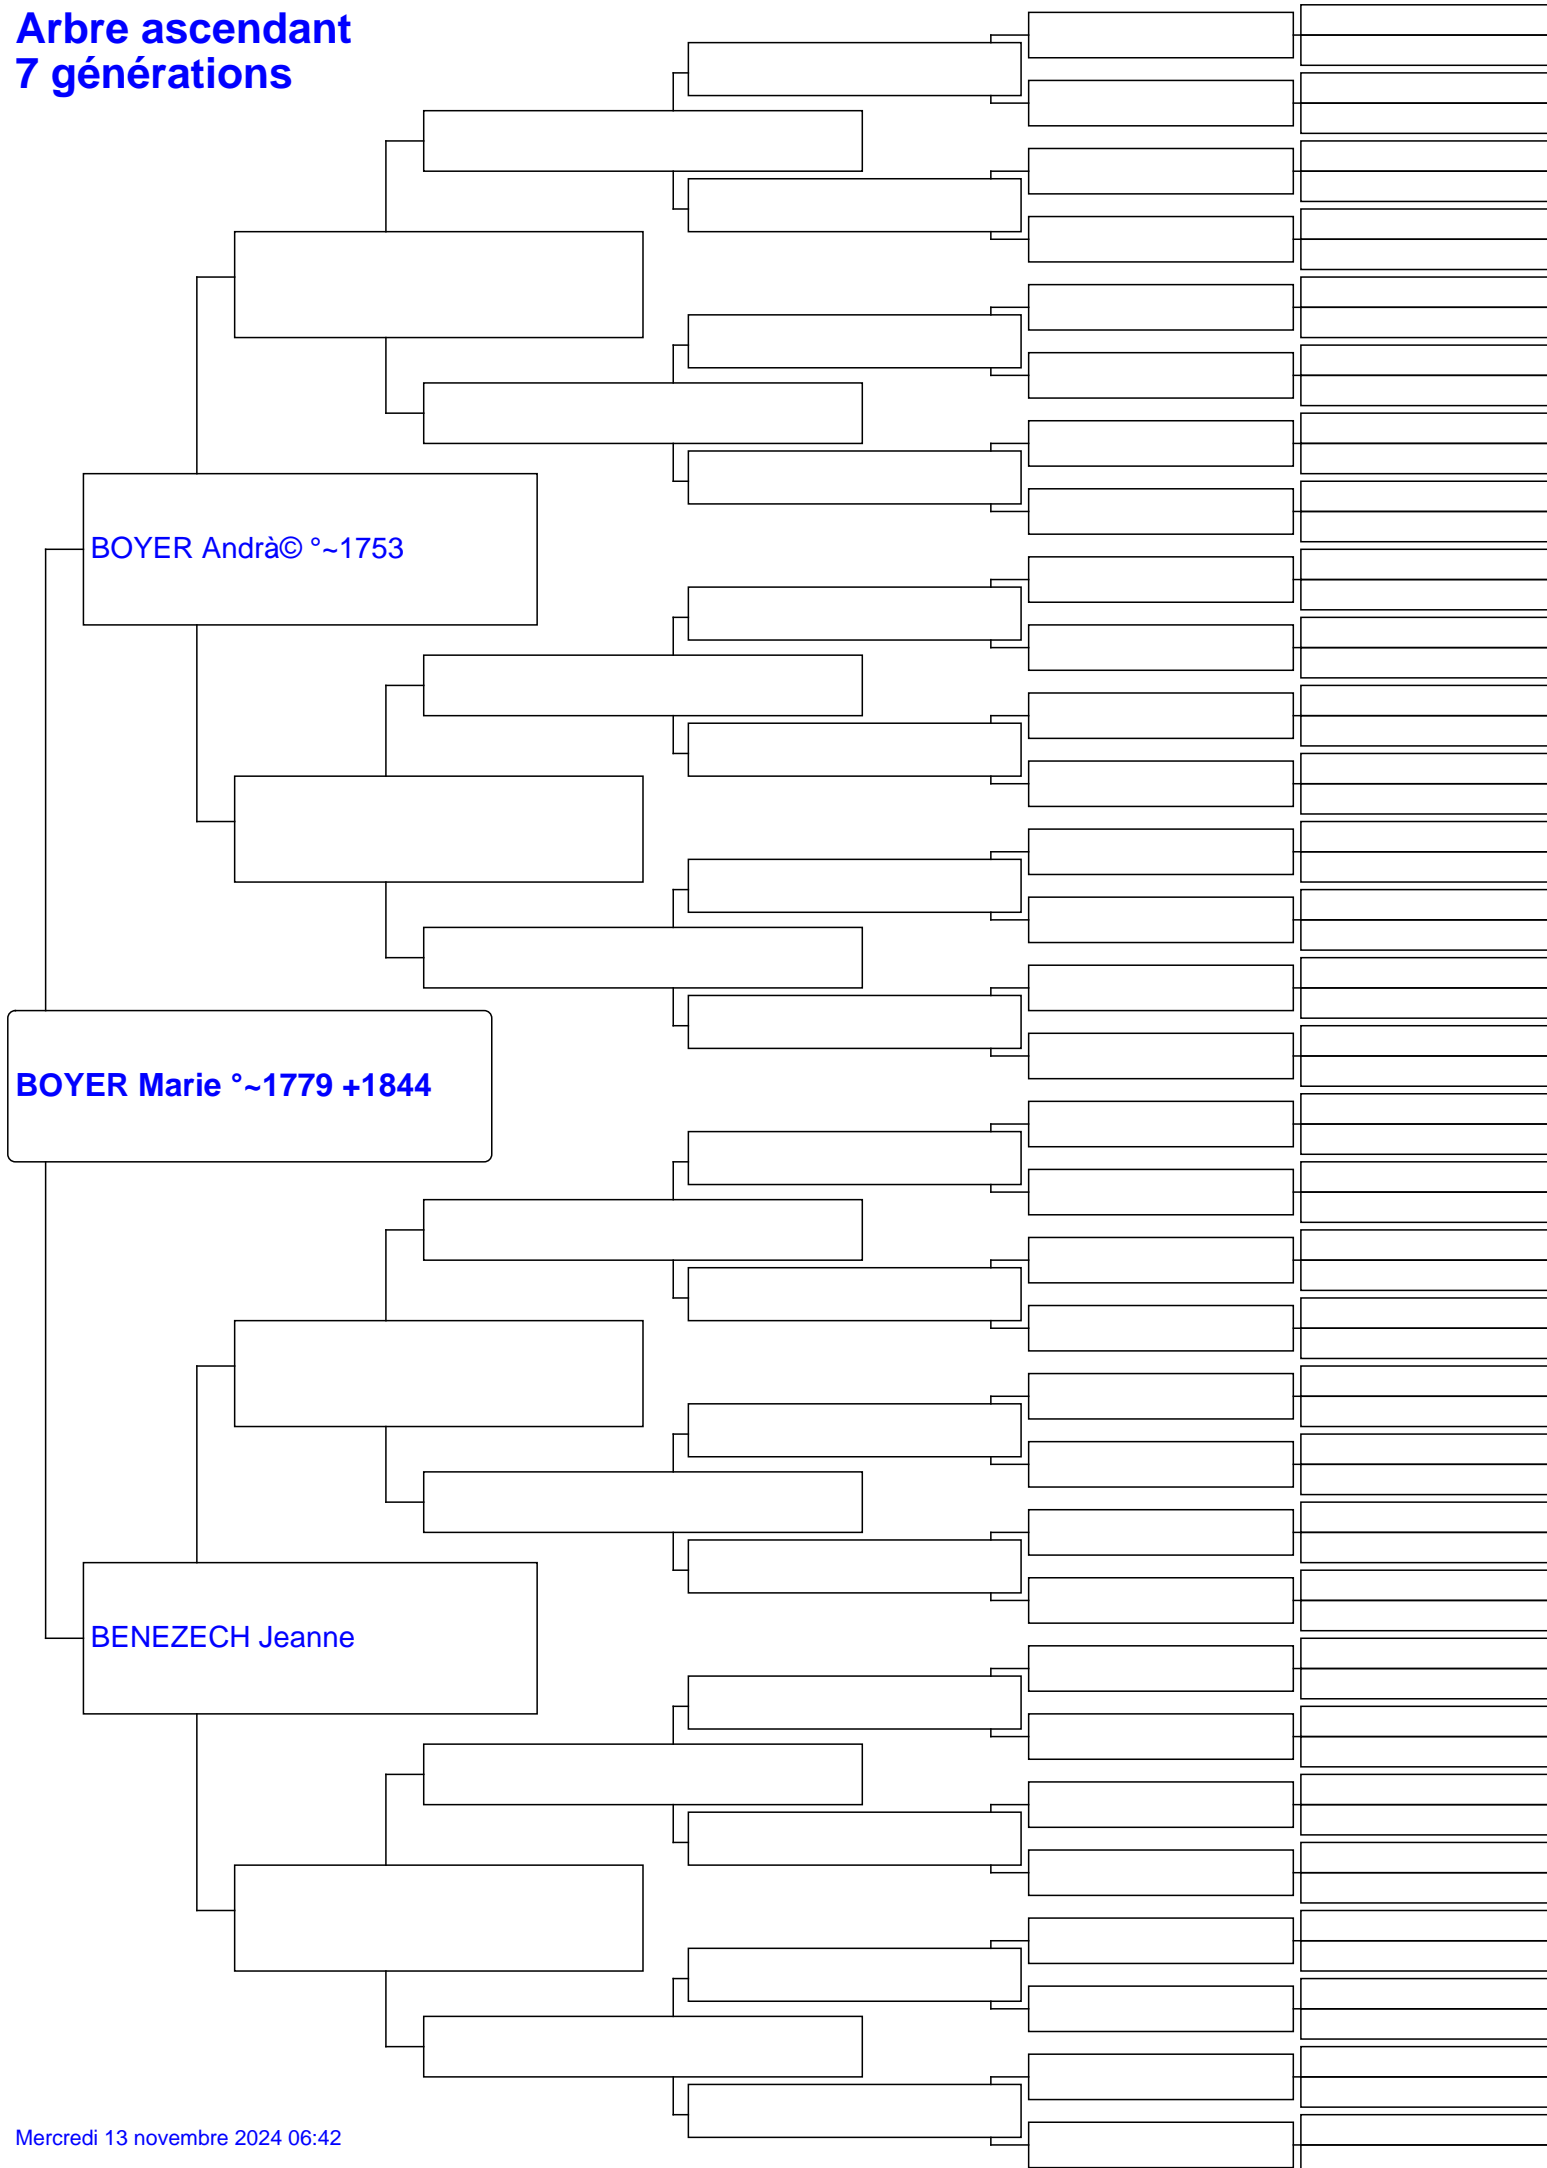 Arbre ascendant
7 générations
BOYER Andrà© °~1753
BOYER Marie °~1779 +1844
BENEZECH Jeanne
Mercredi 13 novembre 2024 06:42